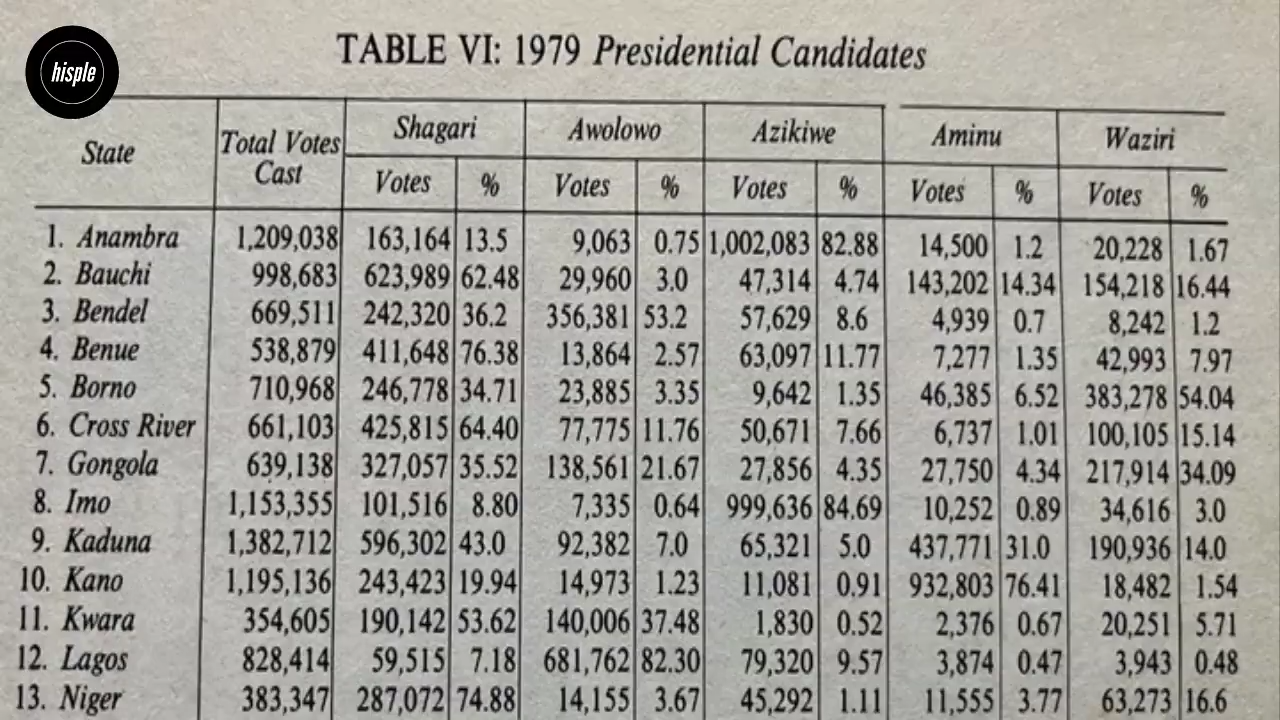 hisple
TABLE VI: 1979 Presidential Candidates
State Total Votes Cast Shagari Awolowo Azikiwe Aminu Waziri
Votes % Votes % Votes % Votes % Votes %
1. Anambra 1,209,038 163,164 13.5 9,063 0.75 1,002,083 82.88 14,500 1.2 20,228 1.67
2. Bauchi 998,683 623,989 62.48 29,960 3.0 47,314 4.74 143,202 14.34 154,218 16.44
3. Bendel 669,511 242,320 36.2 356,381 53.2 57,629 8.6 4,939 0.7 8,242 1.2
4. Benue 538,879 411,648 76.38 13,864 2.57 63,097 11.77 7,277 1.35 42,993 7.97
5. Borno 710,968 246,778 34.71 23,885 3.35 9,642 1.35 46,385 6.52 383,278 54.04
6. Cross River 661,103 425,815 64.40 77,775 11.76 50,671 7.66 6,737 1.01 100,105 15.14
7. Gongola 639,138 327,057 35.52 138,561 21.67 27,856 4.35 27,750 4.34 217,914 34.09
8. Imo 1,153,355 101,516 8.80 7,335 0.64 999,636 84.69 10,252 0.89 34,616 3.0
9. Kaduna 1,382,712 596,302 43.0 92,382 7.0 65,321 5.0 437,771 31.0 190,936 14.0
10. Kano 1,195,136 243,423 19.94 14,973 1.23 11,081 0.91 932,803 76.41 18,482 1.54
11. Kwara 354,605 190,142 53.62 140,006 37.48 1,830 0.52 2,376 0.67 20,251 5.71
12. Lagos 828,414 59,515 7.18 681,762 82.30 79,320 9.57 3,874 0.47 3,943 0.48
13. Niger 383,347 287,072 74.88 14,155 3.67 45,292 1.11 11,555 3.77 63,273 16.6